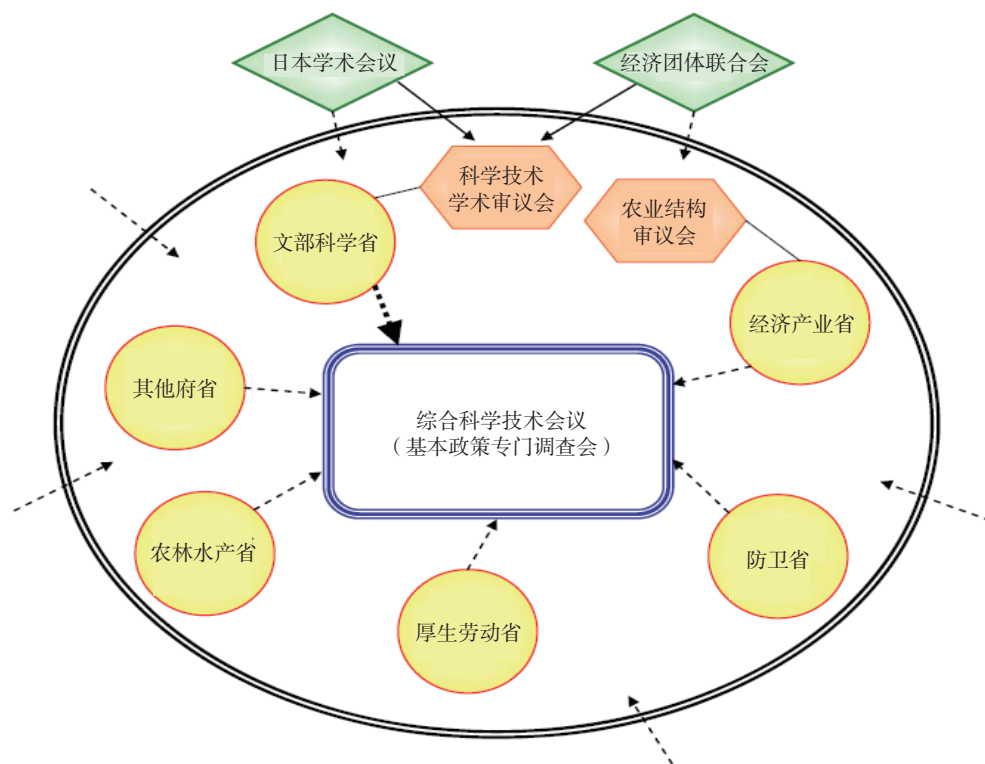 日本学术会议
经济团体联合会
科学技术
学术审议会
农业结构
审议会
文部科学省
经济产业省
其他府省
综合科学技术会议
（基本政策专门调查会）
农林水产省
防卫省
厚生劳动省